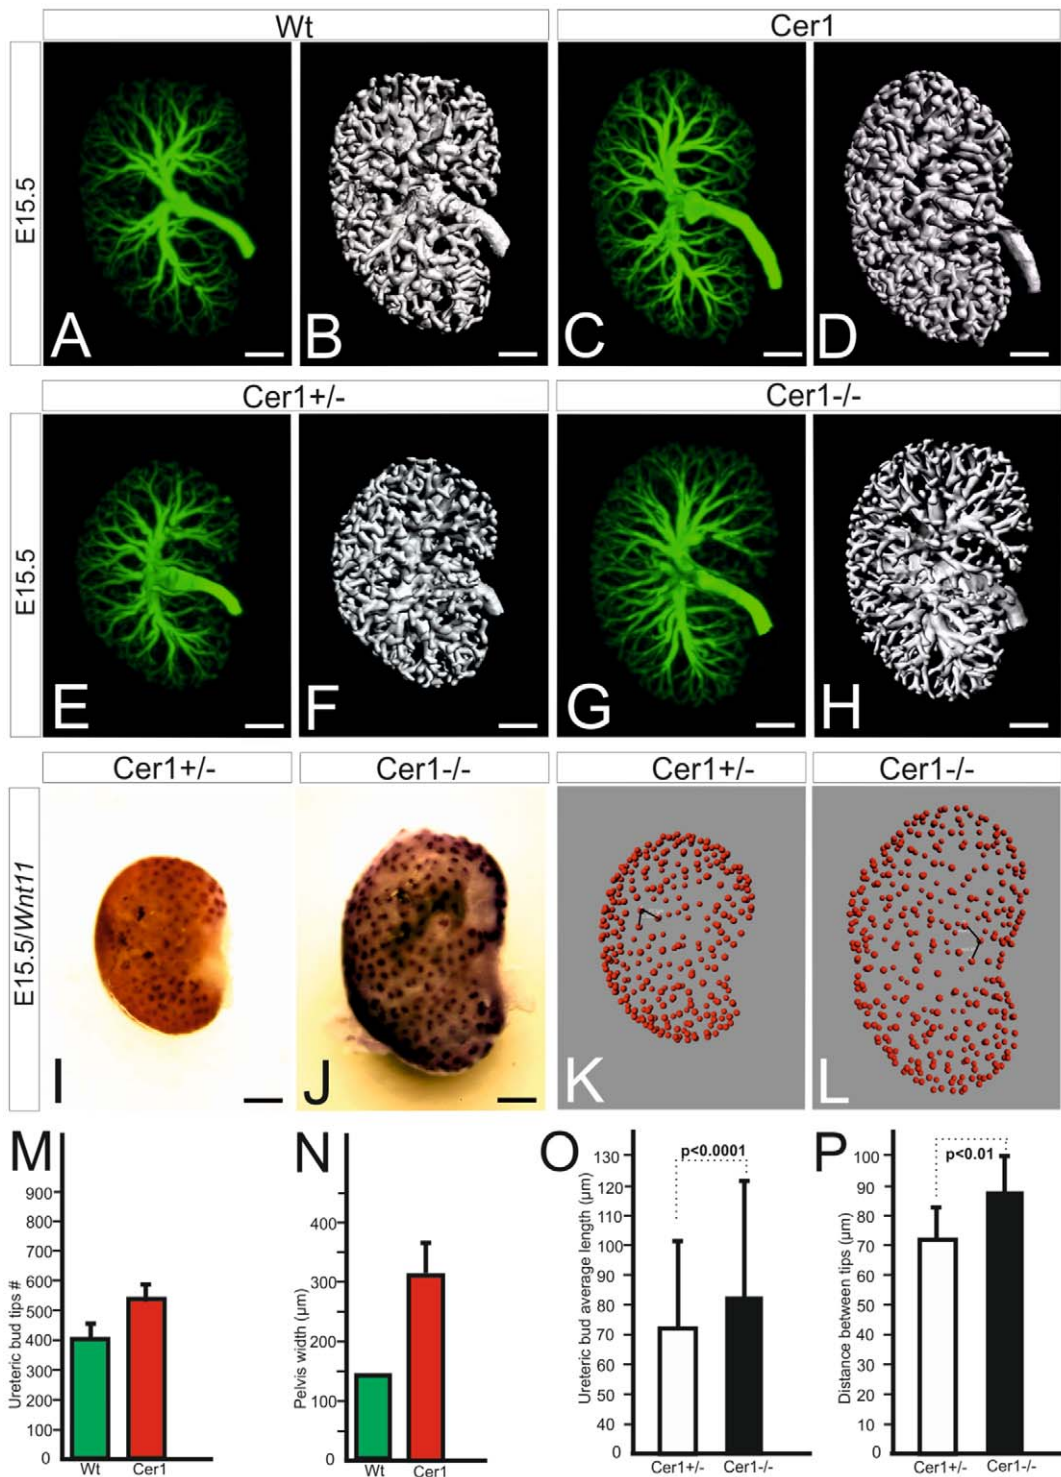 Wt
Cer1
E15.5
A
B
C
D
Cer1+/-
Cer1-/-
E15.5
E
F
G
H
Cer1+/-
Cer1-/-
Cer1+/-
Cer1-/-
E15.5/Wnt11
I
J
K
L
M
Ureteric bud tips #
900
800
700
600
500
400
300
200
100
0
Wt
Cer1
N
Pelvis width (µm)
400
300
200
100
0
Wt
Cer1
O
Ureteric bud average length (µm)
130
120
110
100
90
80
70
60
50
40
0
p<0.0001
Cer1+/-
Cer1-/-
P
Distance between tips (µm)
100
90
80
70
60
50
40
30
20
10
0
p<0.01
Cer1+/-
Cer1-/-